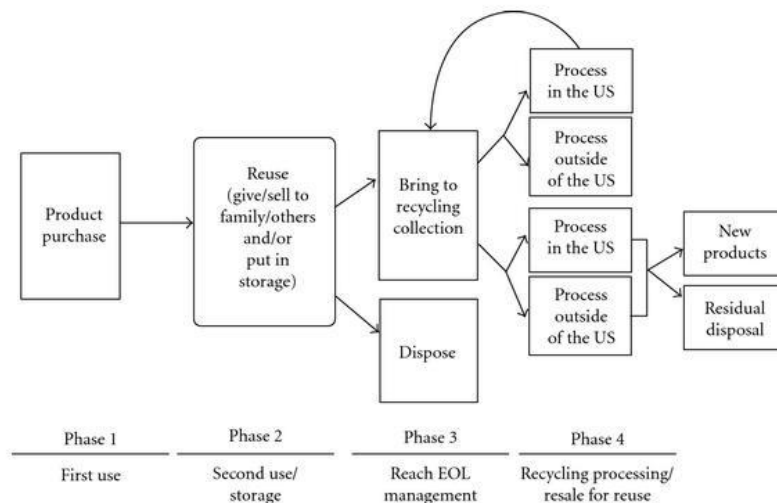 Product
purchase
Reuse
(give/sell to
family/others
and/or
put in
storage)
Bring to
recycling
collection
Dispose
Process
in the US
Process
outside
of the US
Process
in the US
Process
outside
of the US
New
products
Residual
disposal
Phase 1
First use
Phase 2
Second use/
storage
Phase 3
Reach EOL
management
Phase 4
Recycling processing/
resale for reuse